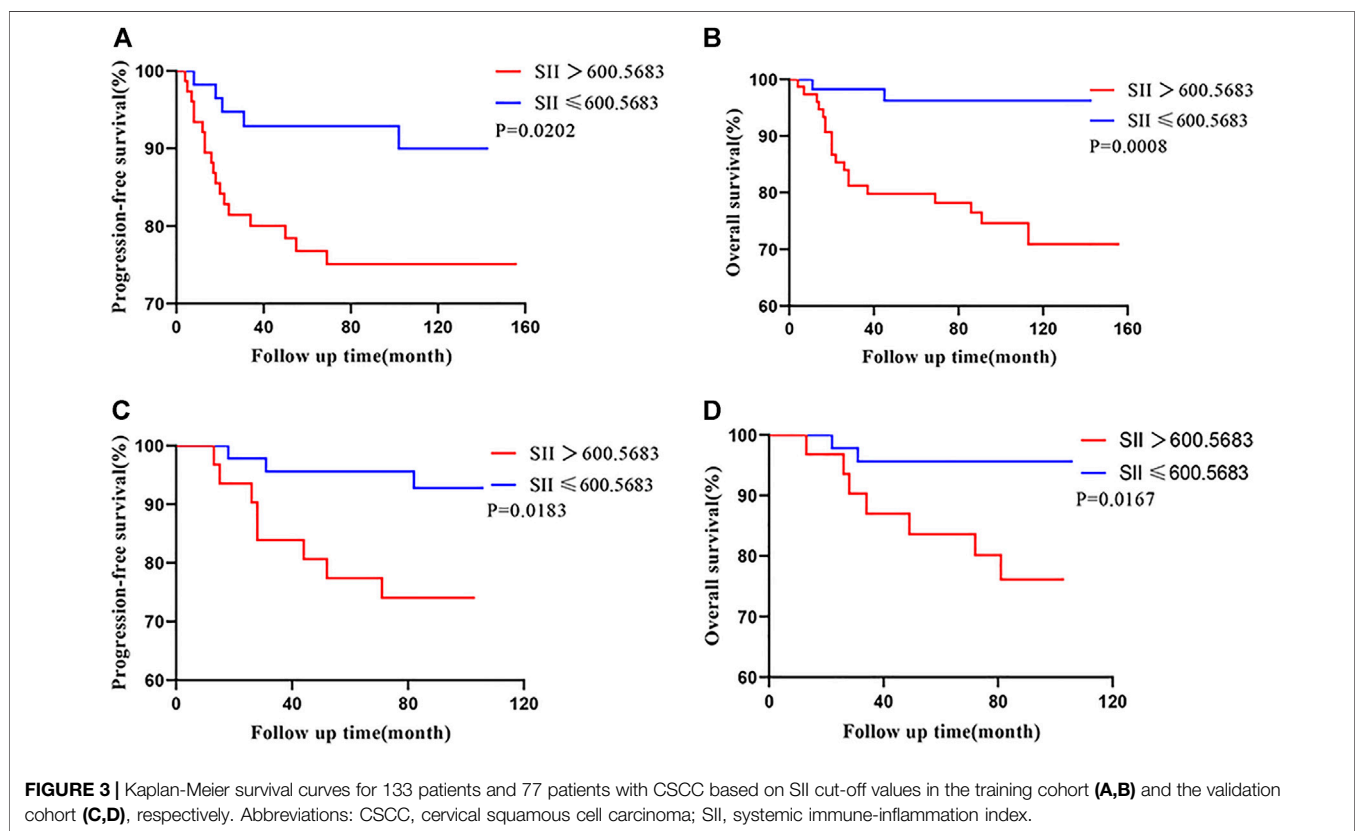 A
Progression-free survival(%)
100
90
80
70
0 40 80 120 160
Follow up time(month)
SII > 600.5683
SII ≤ 600.5683
P=0.0202
B
Overall survival(%)
100
90
80
70
60
0 40 80 120 160
Follow up time(month)
SII > 600.5683
SII ≤ 600.5683
P=0.0008
C
Progression-free survival(%)
100
90
80
70
60
0 40 80 120
Follow up time(month)
SII > 600.5683
SII ≤ 600.5683
P=0.0183
D
Overall survival(%)
100
90
80
70
60
0 40 80 120
Follow up time(month)
SII > 600.5683
SII ≤ 600.5683
P=0.0167
FIGURE 3 | Kaplan-Meier survival curves for 133 patients and 77 patients with CSCC based on SII cut-off values in the training cohort (A,B) and the validation
cohort (C,D), respectively. Abbreviations: CSCC, cervical squamous cell carcinoma; SII, systemic immune-inflammation index.